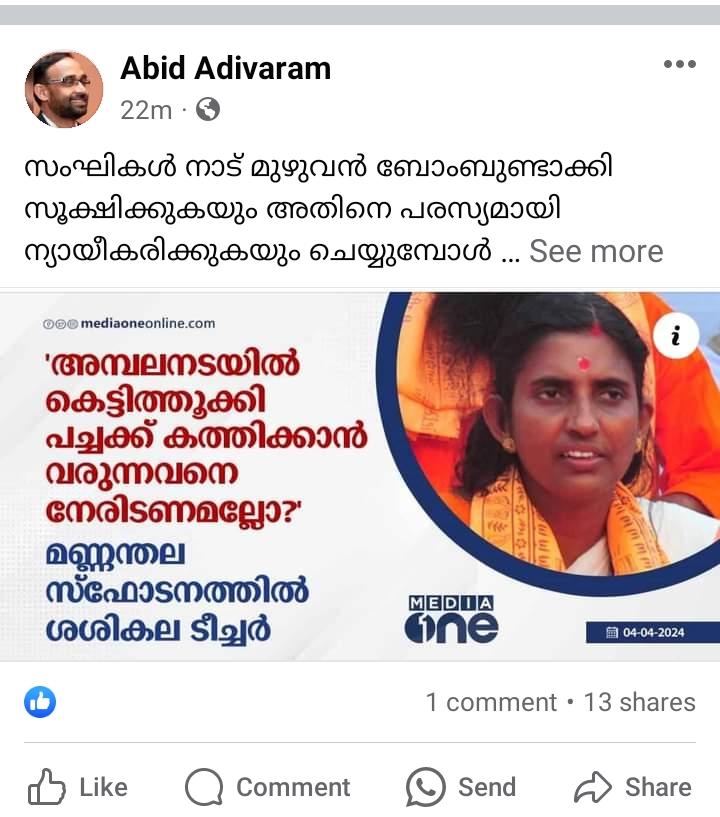 Abid Adivaram
22m ·
സംഘികൾ നാട് മുഴുവൻ ബോംബുണ്ടാക്കി
സൂക്ഷിക്കുകയും അതിനെ പരസ്യമായി
ന്യായീകരിക്കുകയും ചെയ്യുമ്പോൾ ... See more
mediaoneonline.com
i
'അമ്പലനടയിൽ
കെട്ടിത്തൂക്കി
പച്ചക്ക് കത്തിക്കാൻ
വരുന്നവനെ
നേരിടണമല്ലോ?'
മണ്ണന്തല
സ്ഫോടനത്തിൽ
ശശികല ടീച്ചർ
MEDIA
one
04-04-2024
1 comment • 13 shares
Like Comment Send Share